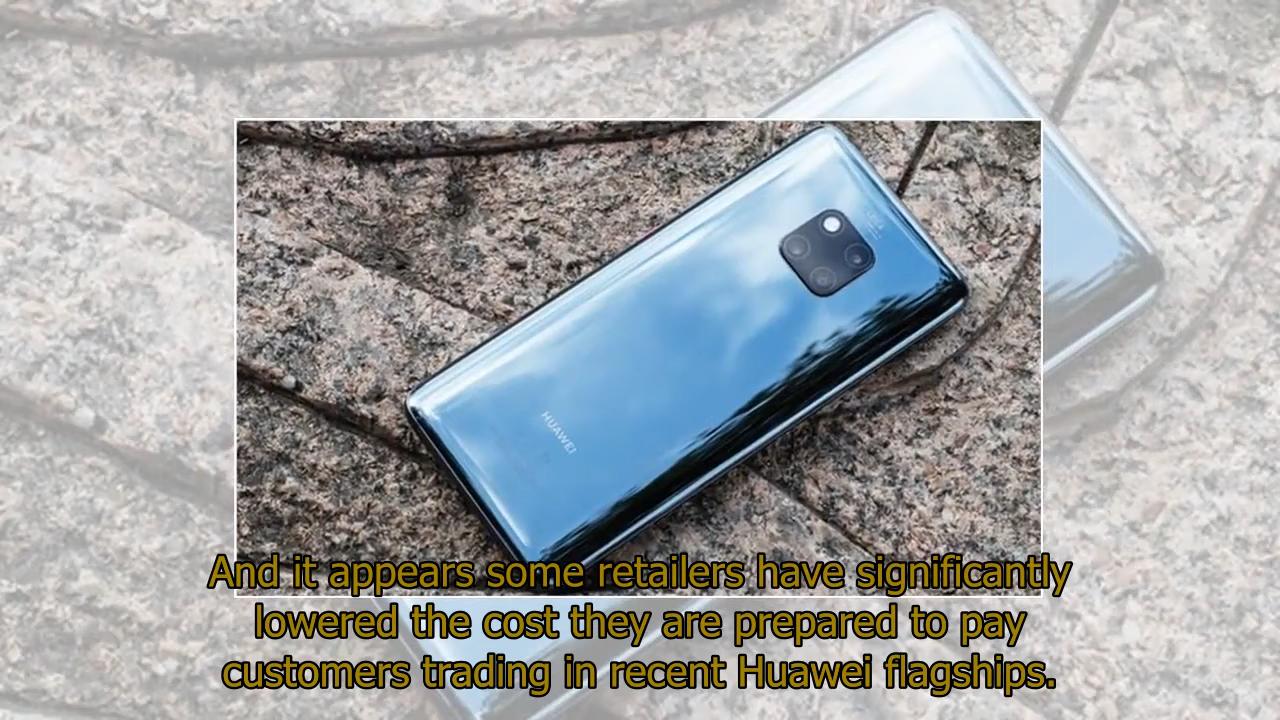 HUAWEI
And it appears some retailers have significantly
lowered the cost they are prepared to pay
customers trading in recent Huawei flagships.